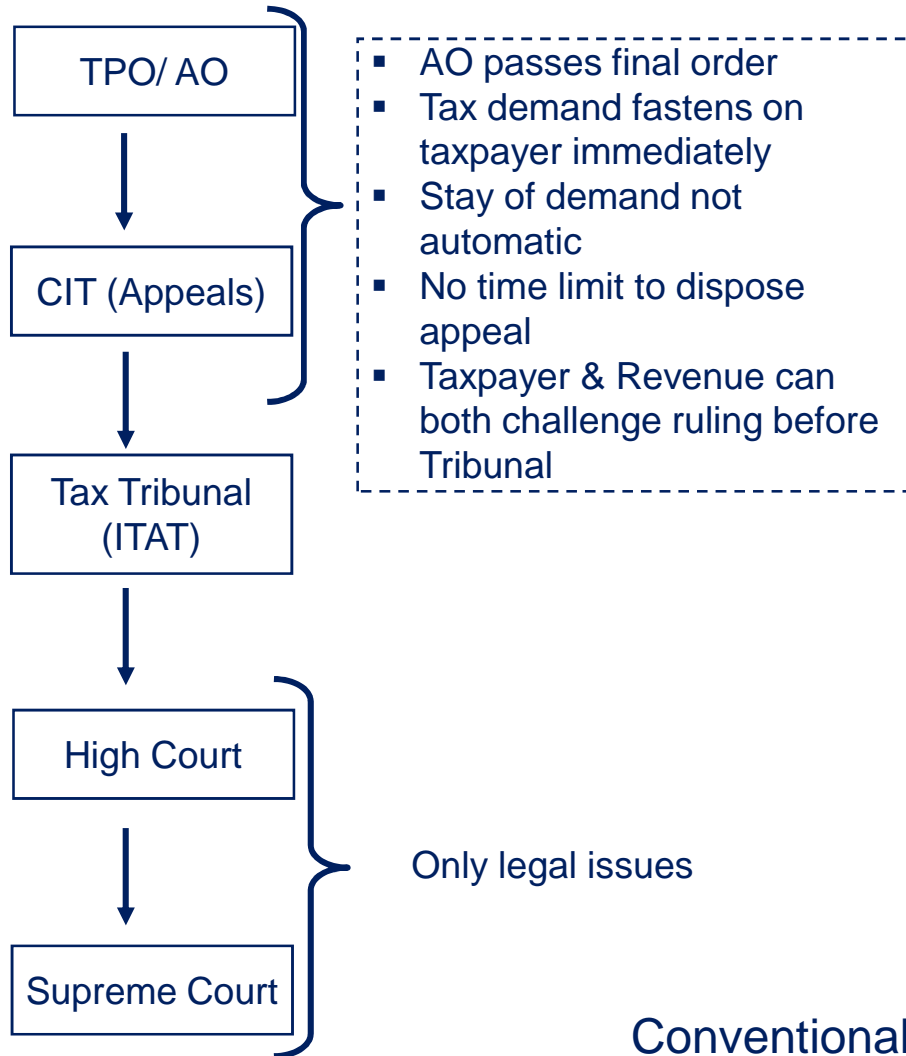 TPO/ AO
▪ AO passes final order
▪ Tax demand fastens on
taxpayer immediately
▪ Stay of demand not
automatic
▪ No time limit to dispose
appeal
▪ Taxpayer & Revenue can
both challenge ruling before
Tribunal
CIT (Appeals)
Tax Tribunal
(ITAT)
High Court
Only legal issues
Supreme Court
Conventional